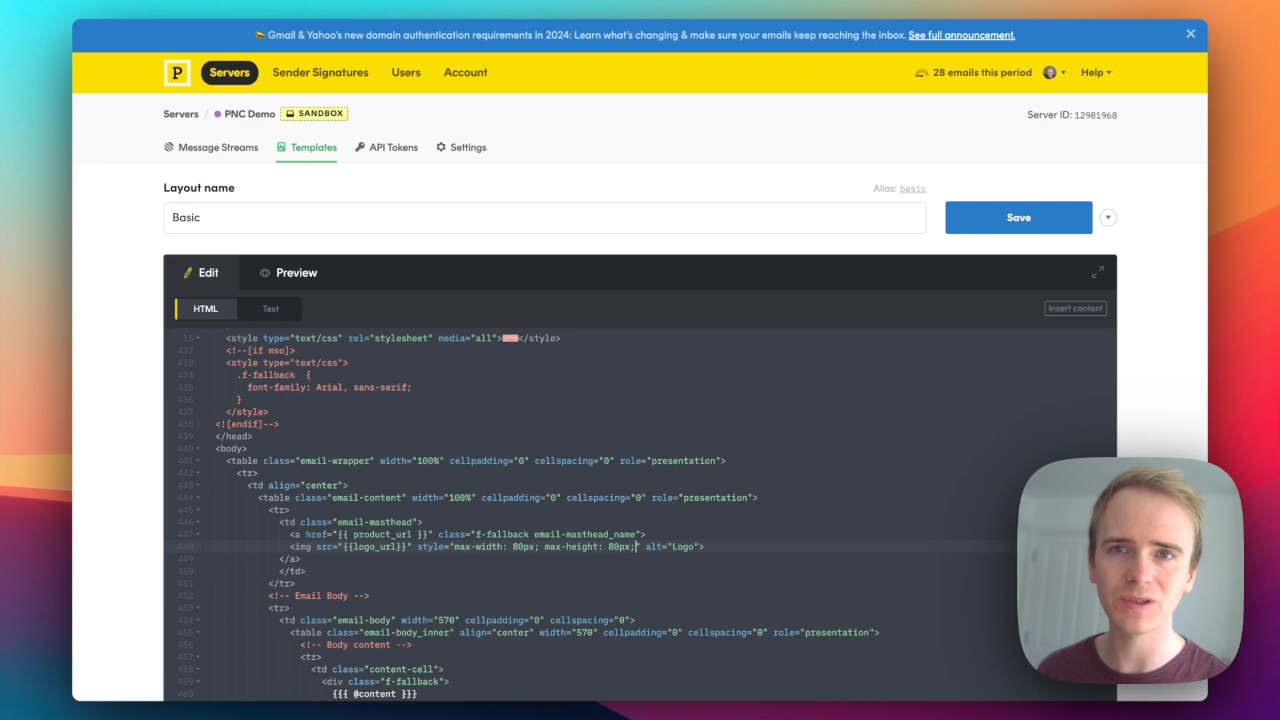 Gmail & Yahoo's new domain authentication requirements in 2024: Learn what's changing & make sure your emails keep reaching the inbox. See full announcement.
P Servers Sender Signatures Users Account 28 emails this period Help
Servers / PNC Demo SANDBOX Server ID: 12981968
Message Streams Templates API Tokens Settings
Layout name Alias: basic
Basic Save
Edit Preview
HTML Text Insert content
15 <style type="text/css" rel="stylesheet" media="all"></style>
432 <!--[if mso]>
433 <style type="text/css">
434 .f-fallback {
435 font-family: Arial, sans-serif;
436 }
437 </style>
438 <![endif]-->
439 </head>
440 <body>
441 <table class="email-wrapper" width="100%" cellpadding="0" cellspacing="0" role="presentation">
442 <tr>
443 <td align="center">
444 <table class="email-content" width="100%" cellpadding="0" cellspacing="0" role="presentation">
445 <tr>
446 <td class="email-masthead">
447 <a href="{{ product_url }}" class="f-fallback email-masthead_name">
448 <img src="{{logo_url}}" style="max-width: 80px; max-height: 80px;" alt="Logo">
449 </a>
450 </td>
451 </tr>
452 <!-- Email Body -->
453 <tr>
454 <td class="email-body" width="570" cellpadding="0" cellspacing="0">
455 <table class="email-body_inner" align="center" width="570" cellpadding="0" cellspacing="0" role="presentation">
456 <!-- Body content -->
457 <tr>
458 <td class="content-cell">
459 <div class="f-fallback">
460 {{{ @content }}}